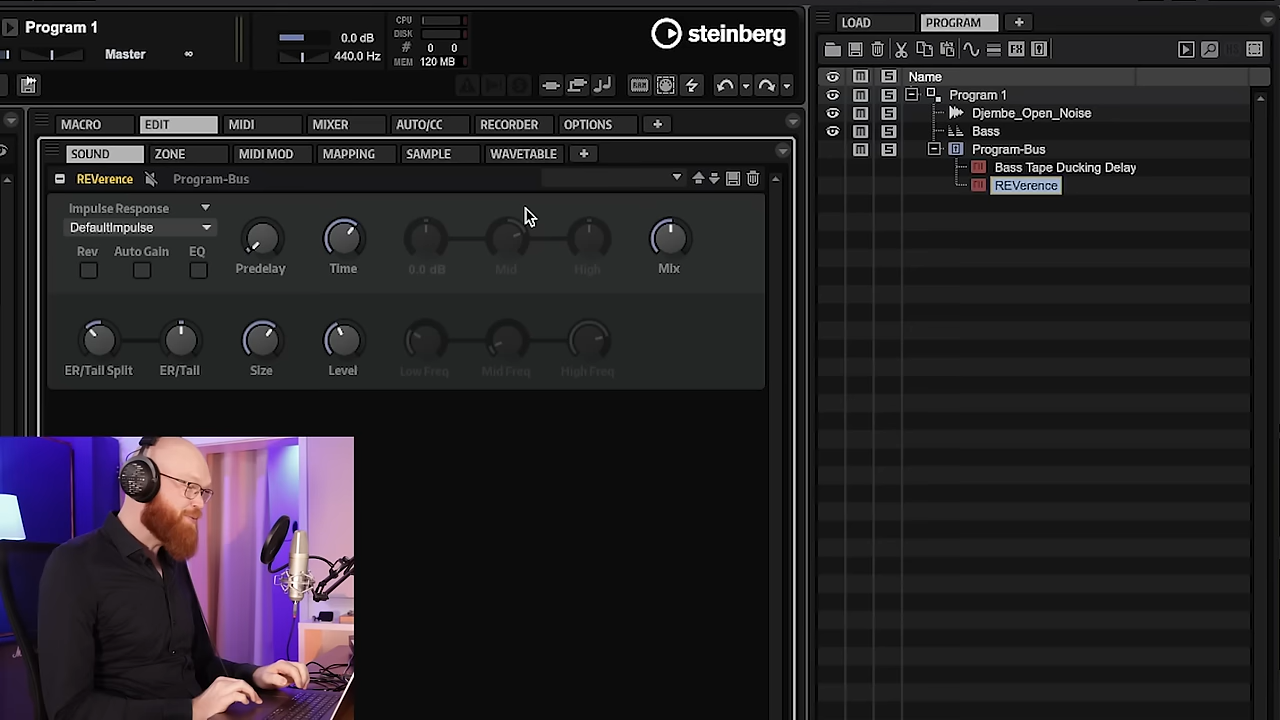 Program 1
Master
∞
0.0 dB
440.0 Hz
CPU
DISK
# 0 0
MEM 120 MB
steinberg
RAM
MACRO EDIT MIDI MIXER AUTO/CC RECORDER OPTIONS +
SOUND ZONE MIDI MOD MAPPING SAMPLE WAVETABLE +
REVerence Program-Bus
Impulse Response
DefaultImpulse
Rev Auto Gain EQ
Predelay Time 0.0 dB Mid High Mix
ER/Tail Split ER/Tail Size Level Low Freq Mid Freq High Freq
LOAD PROGRAM +
FX
M S Name
M S Program 1
M S Djembe_Open_Noise
M S Bass
M S Program-Bus
Bass Tape Ducking Delay
REVerence